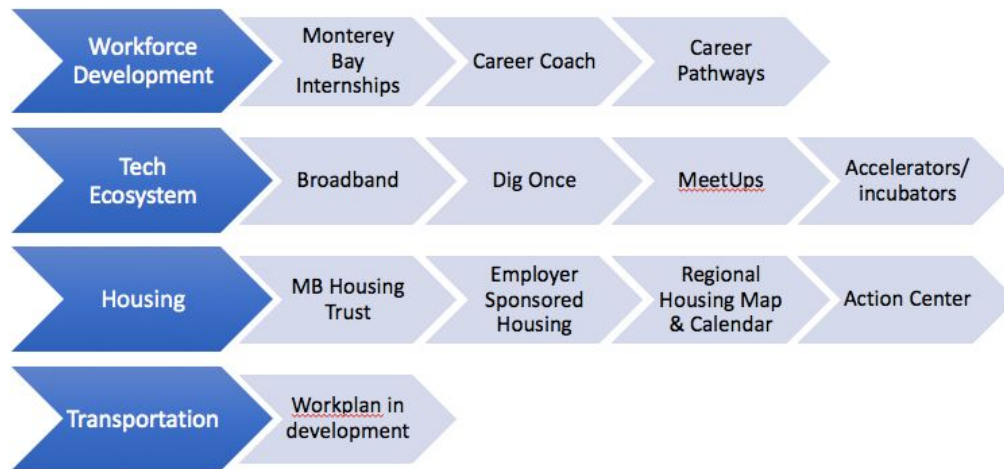 Workforce
Development
Monterey
Bay
Internships
Career Coach
Career
Pathways
Tech
Ecosystem
Broadband
Dig Once
MeetUps
Accelerators/
incubators
Housing
MB Housing
Trust
Employer
Sponsored
Housing
Regional
Housing Map
& Calendar
Action Center
Transportation
Workplan in
development